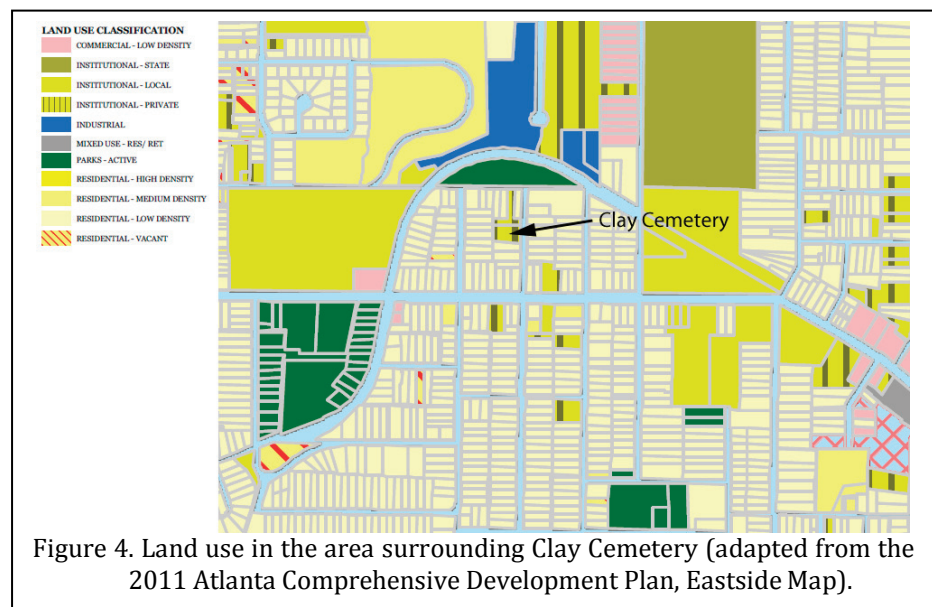 LAND USE CLASSIFICATION
COMMERCIAL - LOW DENSITY
INSTITUTIONAL - STATE
INSTITUTIONAL - LOCAL
INSTITUTIONAL - PRIVATE
INDUSTRIAL
MIXED USE - RES/ RET
PARKS - ACTIVE
RESIDENTIAL - HIGH DENSITY
RESIDENTIAL - MEDIUM DENSITY
RESIDENTIAL - LOW DENSITY
RESIDENTIAL - VACANT
Clay Cemetery
Figure 4. Land use in the area surrounding Clay Cemetery (adapted from the
2011 Atlanta Comprehensive Development Plan, Eastside Map).